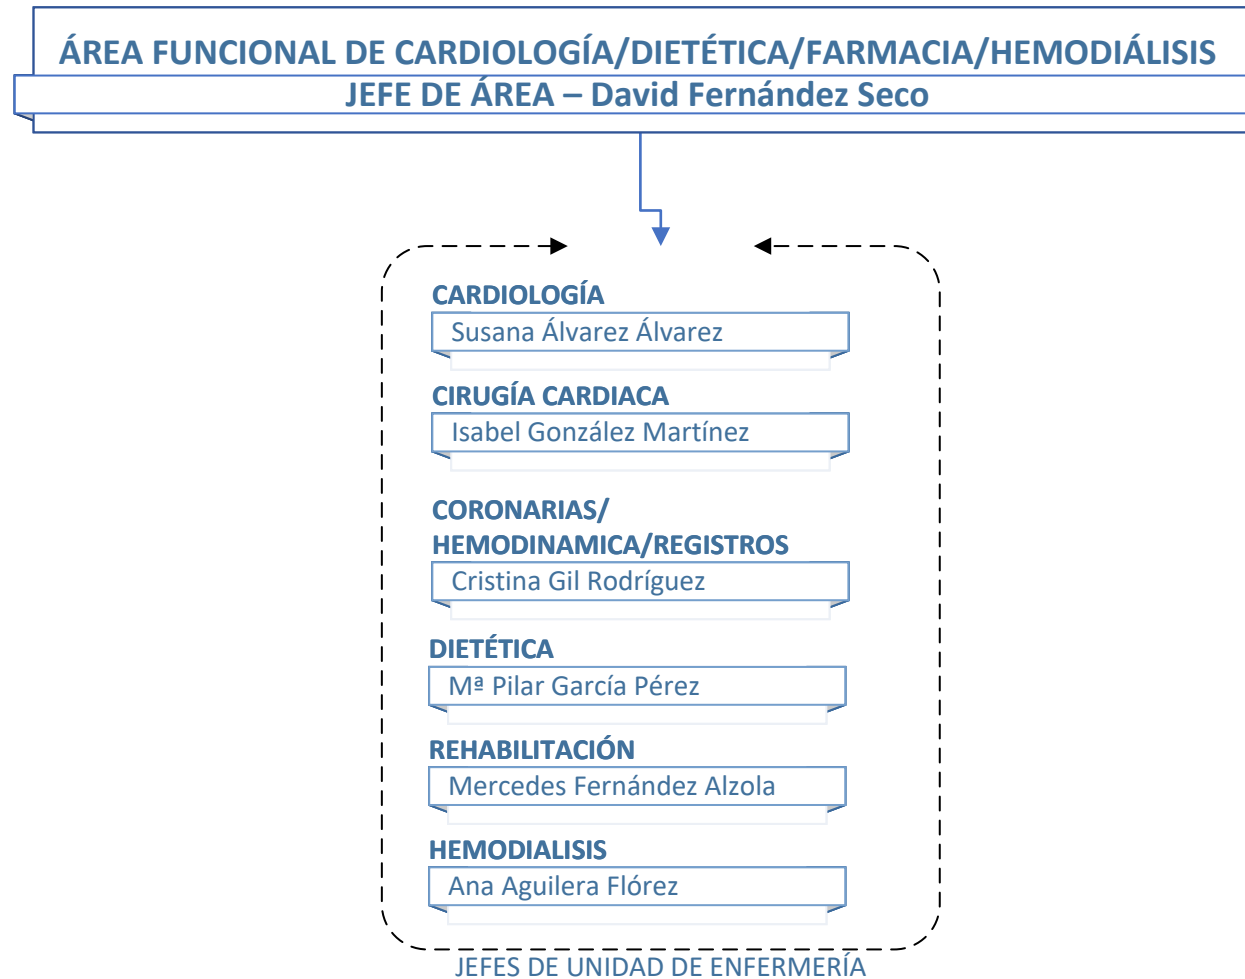 ÁREA FUNCIONAL DE CARDIOLOGÍA/DIETÉTICA/FARMACIA/HEMODIÁLISIS
JEFE DE ÁREA – David Fernández Seco
CARDIOLOGÍA
Susana Álvarez Álvarez
CIRUGÍA CARDIACA
Isabel González Martínez
CORONARIAS/
HEMODINAMICA/REGISTROS
Cristina Gil Rodríguez
DIETÉTICA
Mª Pilar García Pérez
REHABILITACIÓN
Mercedes Fernández Alzola
HEMODIALISIS
Ana Aguilera Flórez
JEFES DE UNIDAD DE ENFERMERÍA